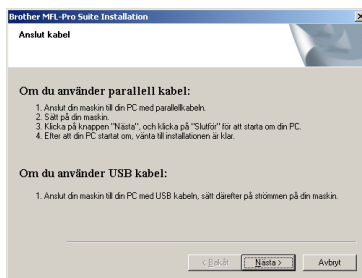 Brother MFL-Pro Suite Installation
Anslut kabel
Om du använder parallell kabel:
1. Anslut din maskin till din PC med parallellkabeln.
2. Sätt på din maskin.
3. Klicka på knappen "Nästa", och klicka på "Slutför" för att starta om din PC.
4. Efter att din PC startat om, vänta till installationen är klar.
Om du använder USB kabel:
1. Anslut din maskin till din PC med USB kabeln, sätt därefter på strömmen på din maskin.
< Bakåt Nästa > Avbryt